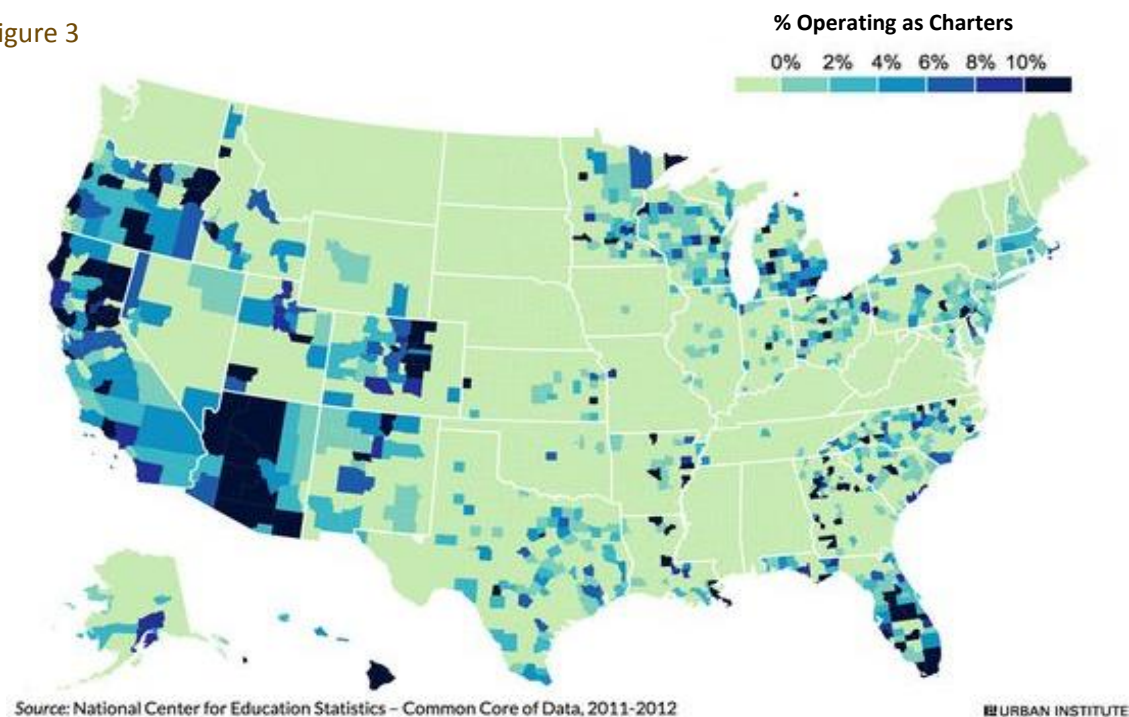 igure 3
% Operating as Charters
0% 2% 4% 6% 8% 10%
Source: National Center for Education Statistics – Common Core of Data, 2011-2012
URBAN INSTITUTE